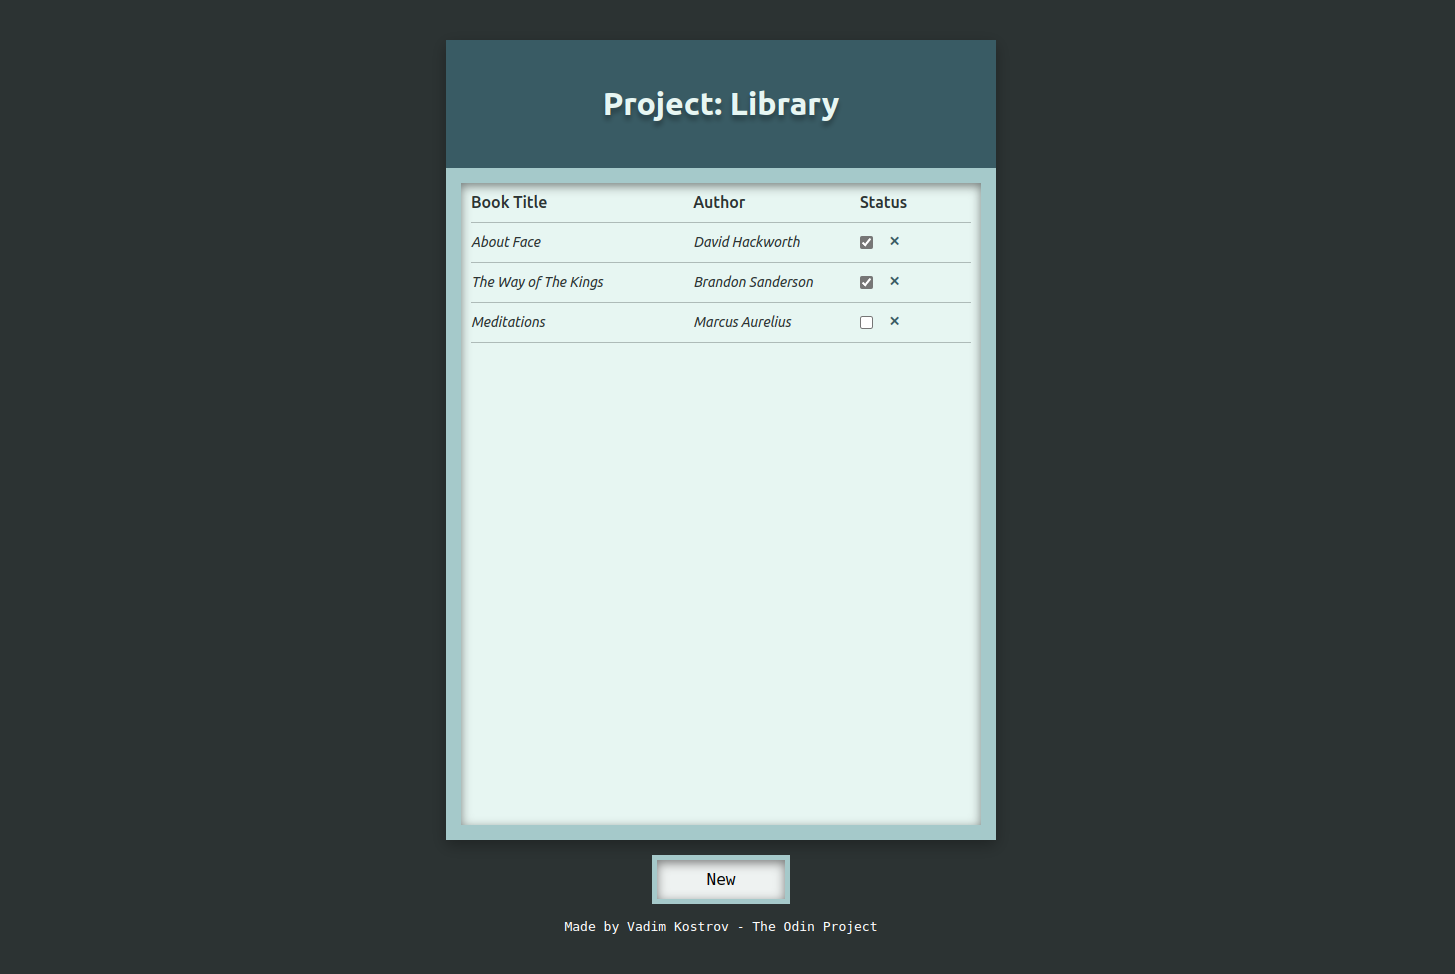 Project: Library
Book Title Author Status
About Face David Hackworth ×
The Way of The Kings Brandon Sanderson ×
Meditations Marcus Aurelius ×
New
Made by Vadim Kostrov - The Odin Project